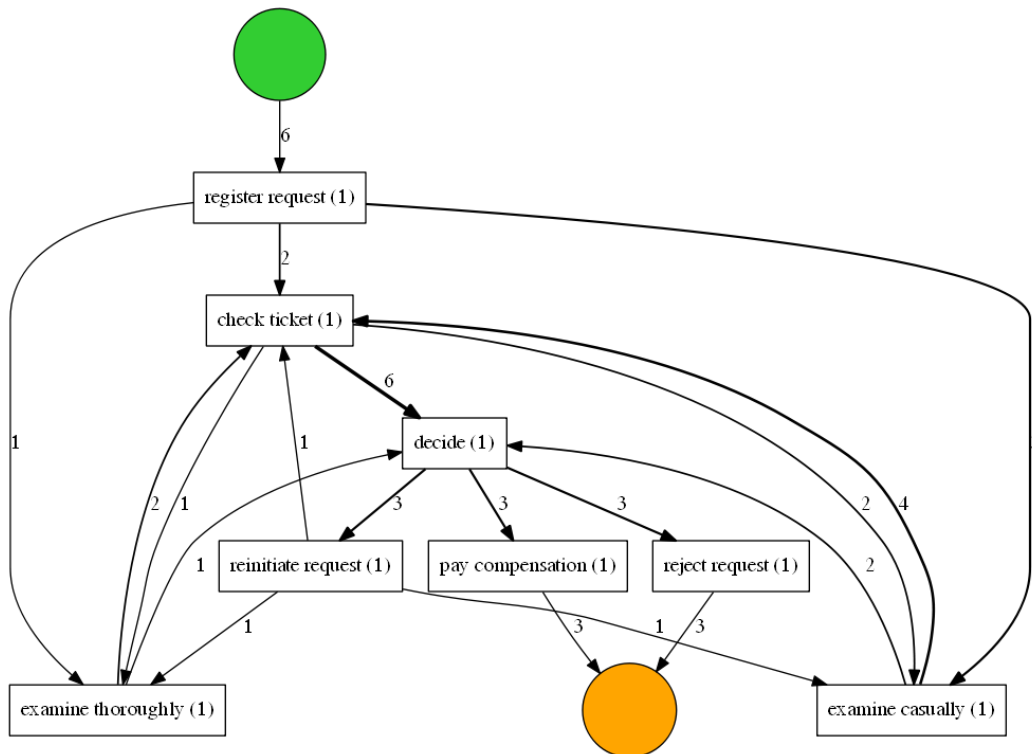 6
register request (1)
2
check ticket (1)
6
1
1
decide (1)
2
1
3
3
3
2
4
1
2
reinitiate request (1)
pay compensation (1)
reject request (1)
1
3
3
1
examine thoroughly (1)
examine casually (1)